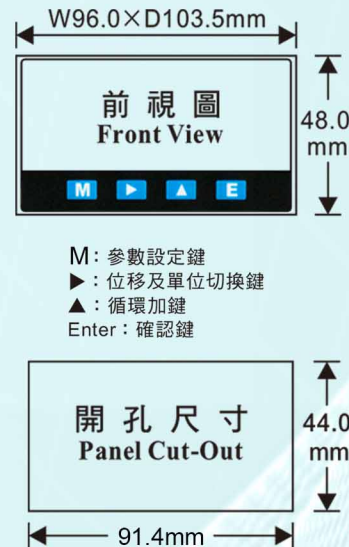 W96.0×D103.5mm
前 視 圖
Front View
48.0
mm
M ▶ ▲ E
M：參數設定鍵
▶：位移及單位切換鍵
▲：循環加鍵
Enter：確認鍵
開 孔 尺 寸
Panel Cut-Out
44.0
mm
91.4mm